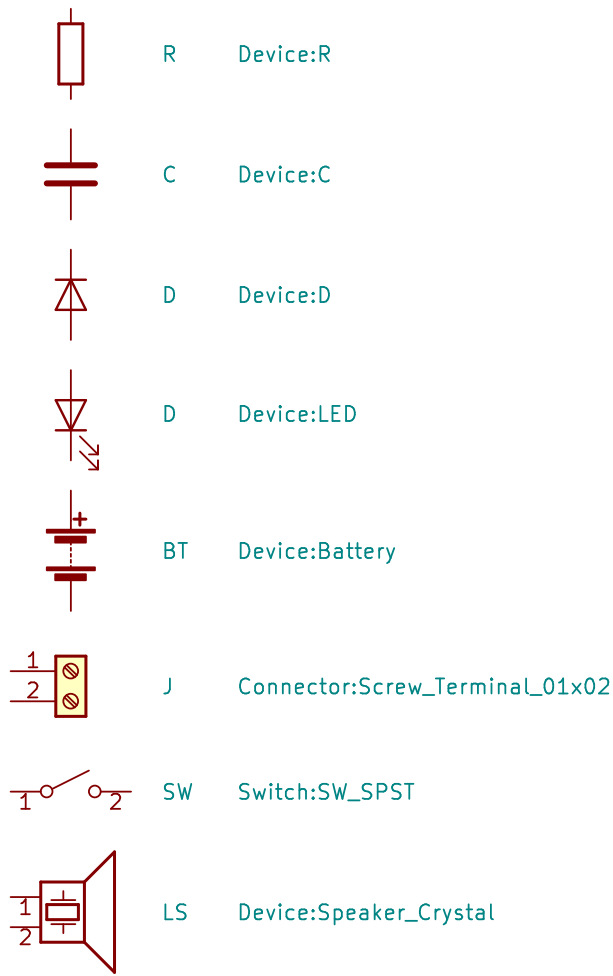 R Device:R
C Device:C
D Device:D
D Device:LED
+
BT Device:Battery
1
2
J Connector:Screw_Terminal_01x02
1 2 SW Switch:SW_SPST
1
2
LS Device:Speaker_Crystal